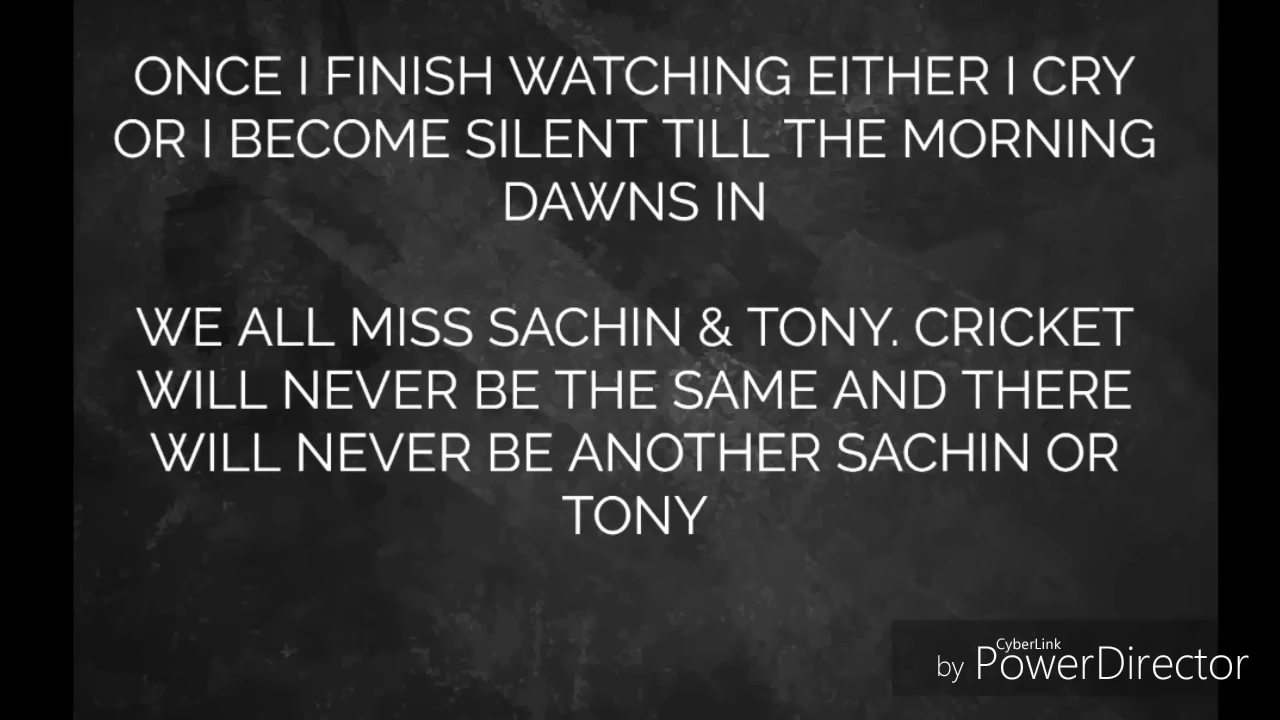 ONCE I FINISH WATCHING EITHER I CRY
OR I BECOME SILENT TILL THE MORNING
DAWNS IN
WE ALL MISS SACHIN & TONY. CRICKET
WILL NEVER BE THE SAME AND THERE
WILL NEVER BE ANOTHER SACHIN OR
TONY
CyberLink
by PowerDirector